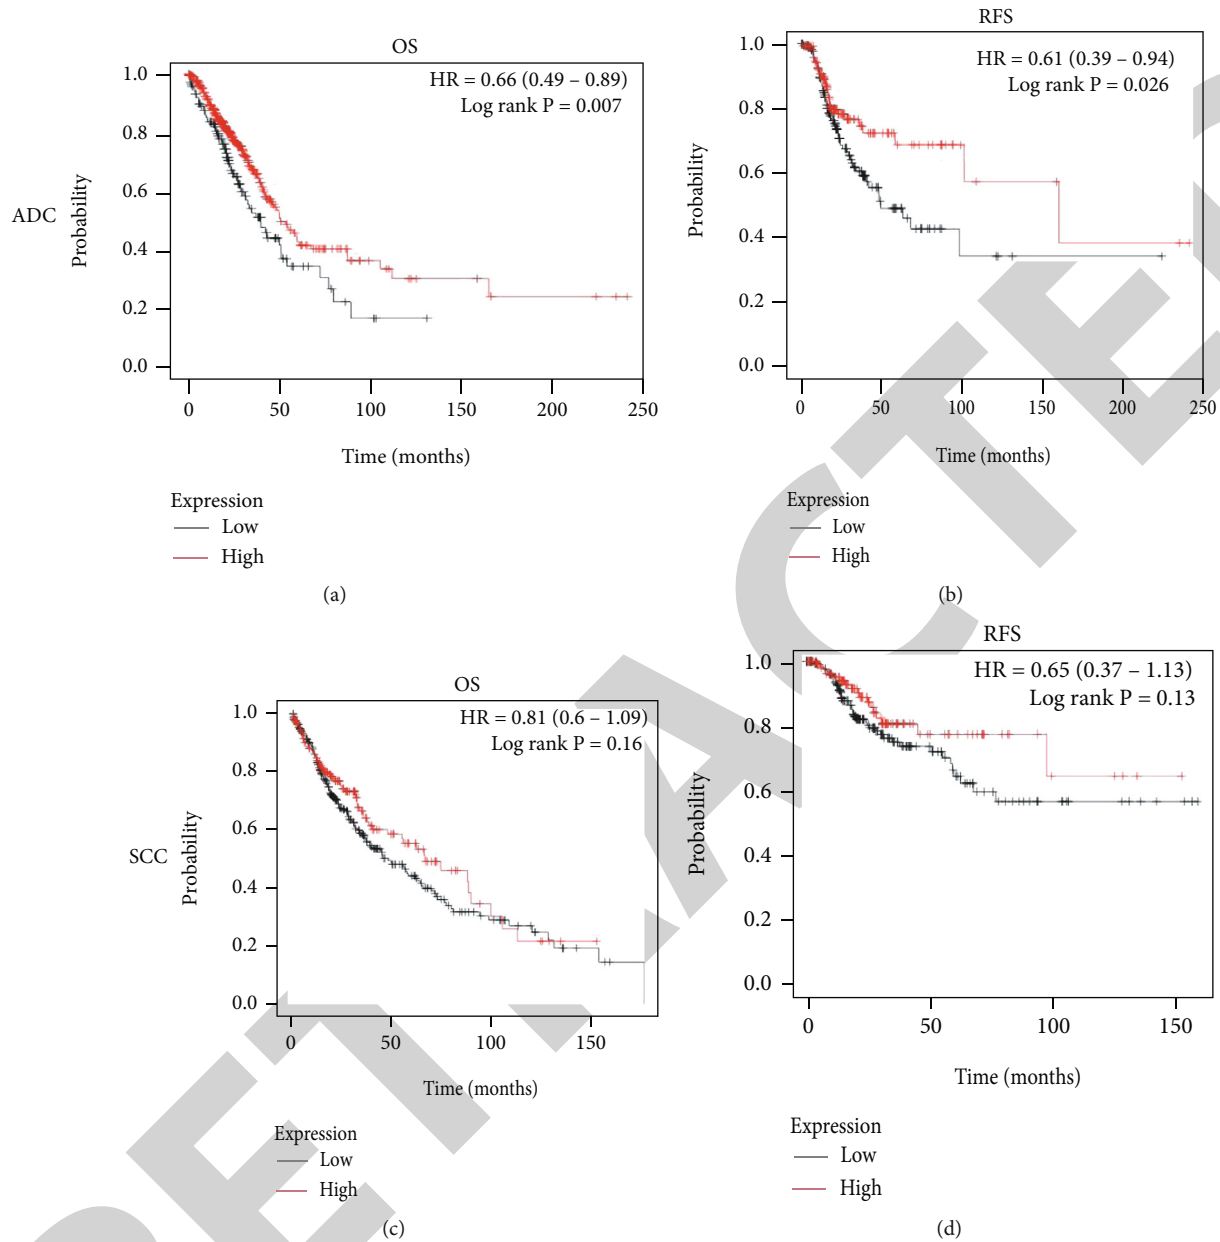 OS
HR = 0.66 (0.49 – 0.89)
Log rank P = 0.007
1.0
0.8
0.6
0.4
0.2
0.0
Probability
ADC
0 50 100 150 200 250
Time (months)
Expression
Low
High
(a)
RFS
HR = 0.61 (0.39 – 0.94)
Log rank P = 0.026
1.0
0.8
0.6
0.4
0.2
0.0
Probability
0 50 100 150 200 250
Time (months)
Expression
Low
High
(b)
OS
HR = 0.81 (0.6 – 1.09)
Log rank P = 0.16
1.0
0.8
0.6
0.4
0.2
0.0
Probability
SCC
0 50 100 150
Time (months)
Expression
Low
High
(c)
RFS
HR = 0.65 (0.37 – 1.13)
Log rank P = 0.13
1.0
0.8
0.6
0.4
0.2
0.0
Probability
0 50 100 150
Time (months)
Expression
Low
High
(d)